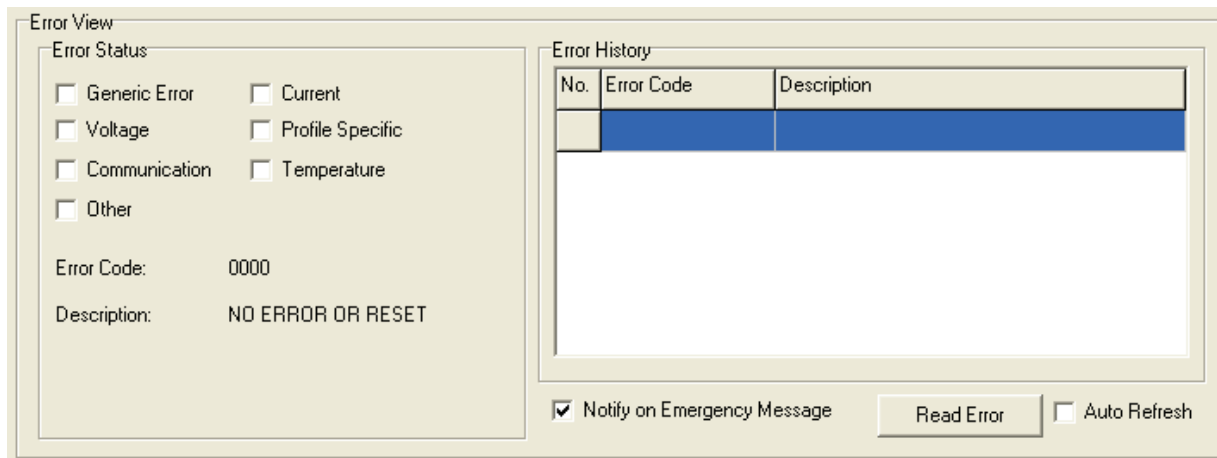 Error View
Error Status
Generic Error Current
Voltage Profile Specific
Communication Temperature
Other
Error Code: 0000
Description: NO ERROR OR RESET
Error History
No. Error Code Description
Notify on Emergency Message Read Error Auto Refresh